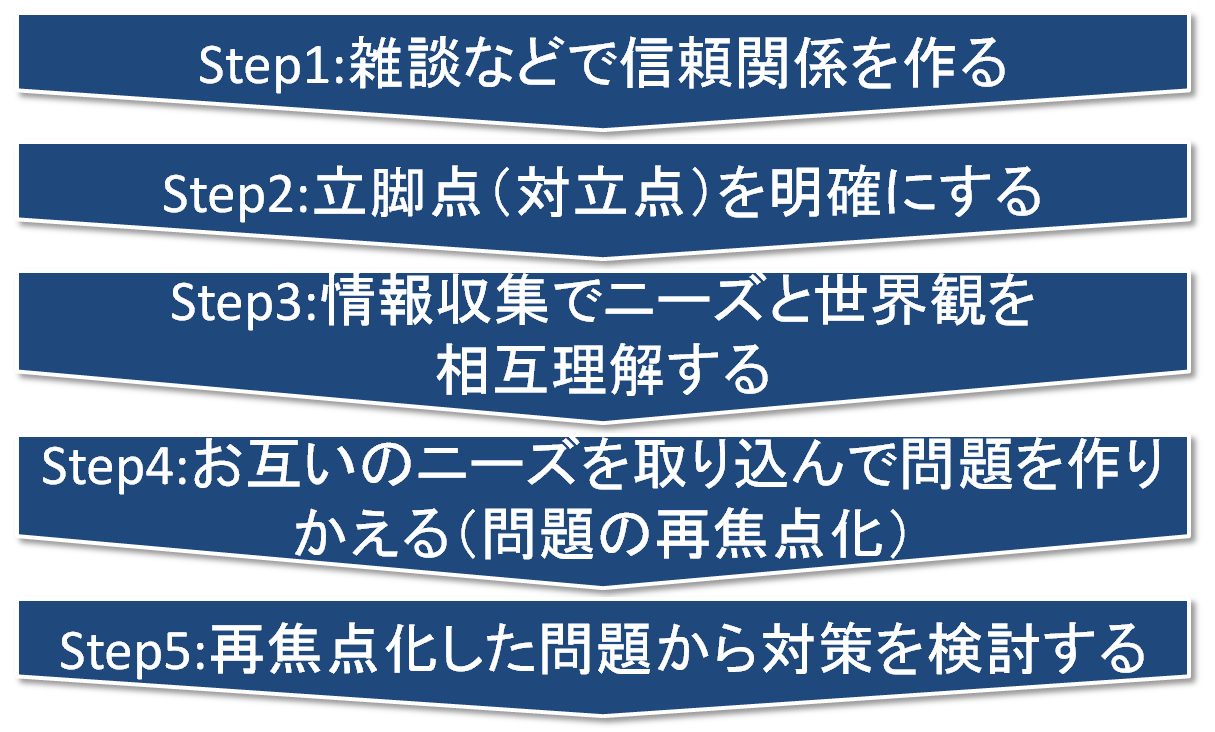 Step1:雑談などで信頼関係を作る
Step2:立脚点（対立点）を明確にする
Step3:情報収集でニーズと世界観を
相互理解する
Step4:お互いのニーズを取り込んで問題を作り
かえる（問題の再焦点化）
Step5:再焦点化した問題から対策を検討する